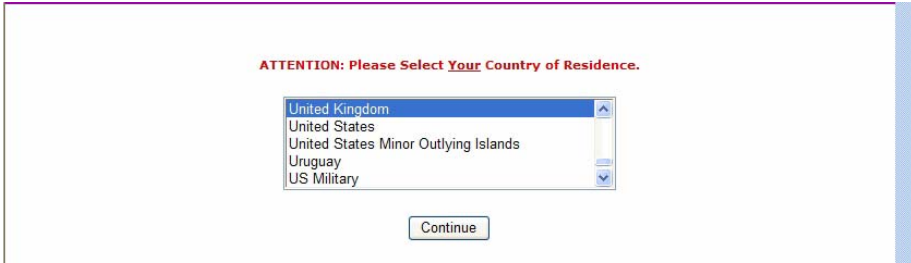 ATTENTION: Please Select Your Country of Residence.
United Kingdom
United States
United States Minor Outlying Islands
Uruguay
US Military
Continue